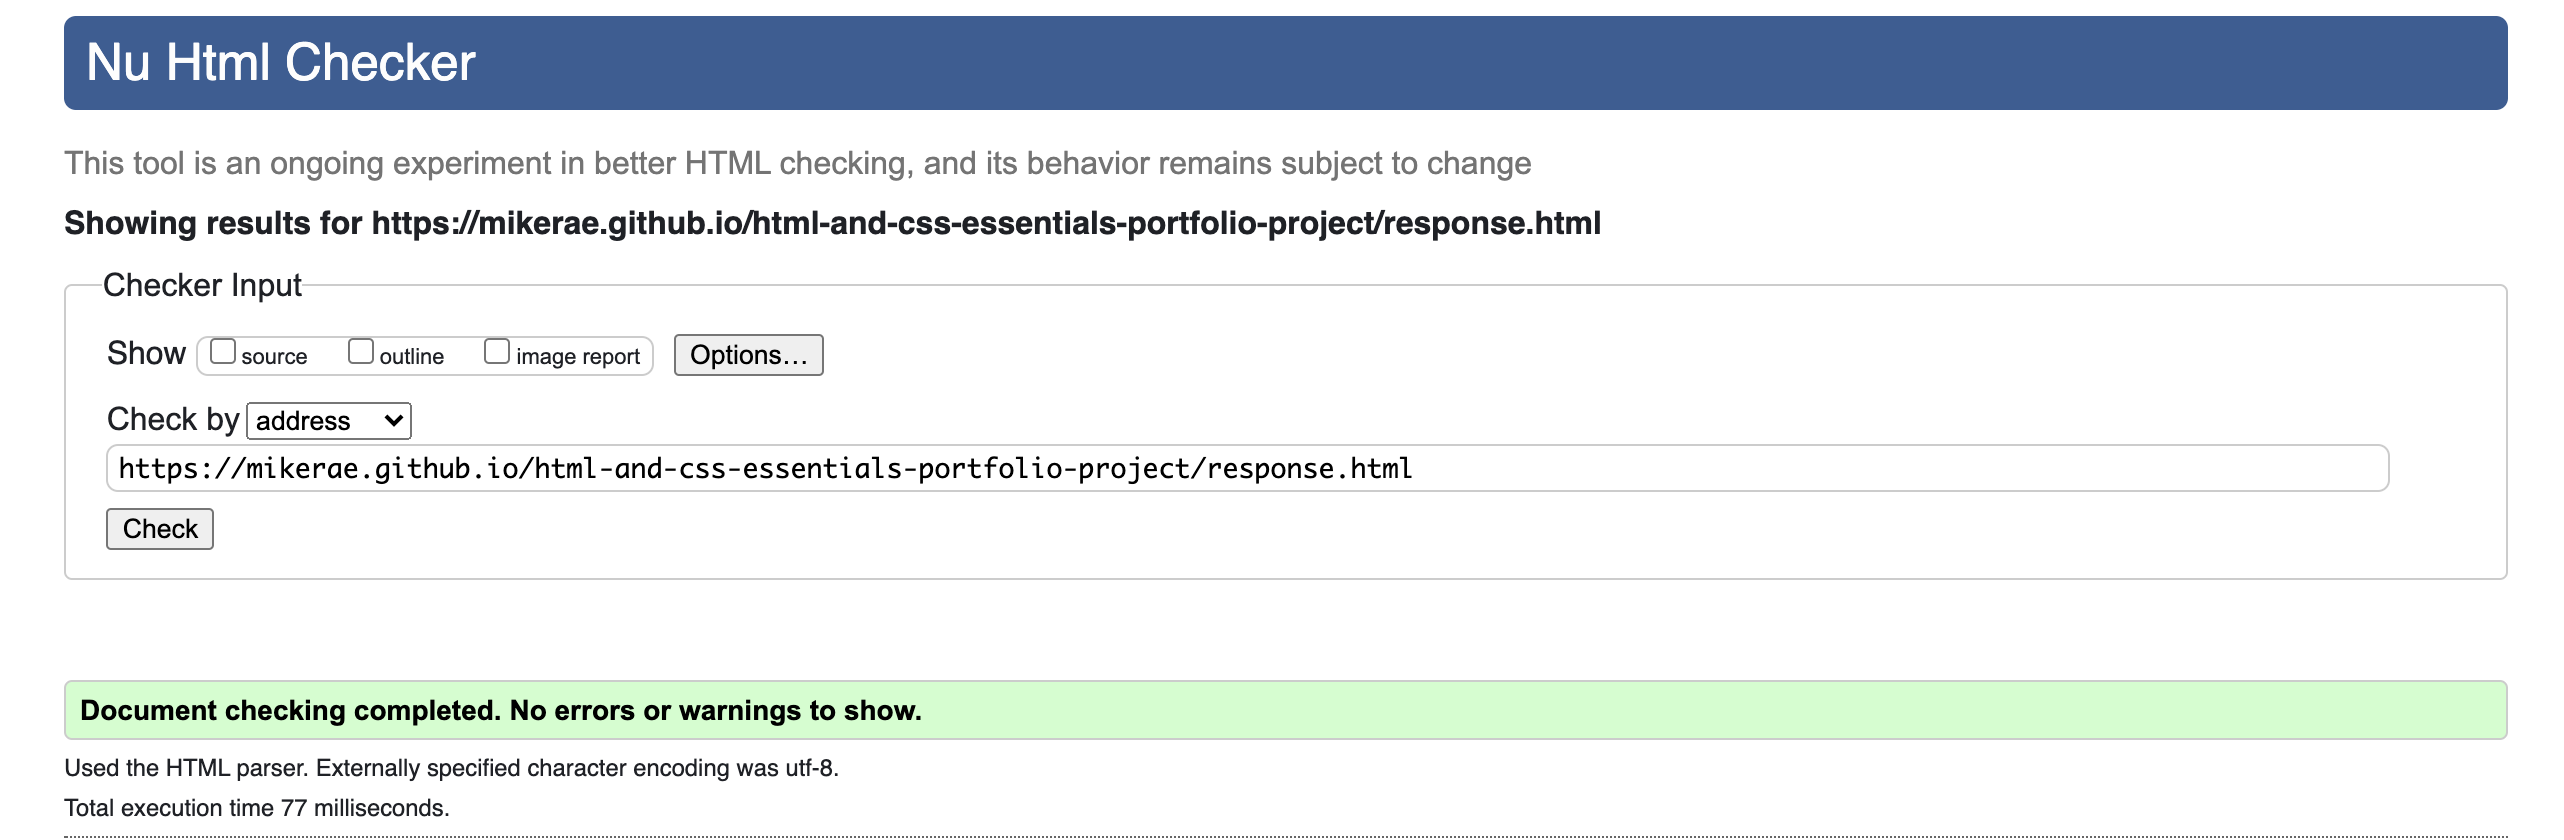 Nu Html Checker
This tool is an ongoing experiment in better HTML checking, and its behavior remains subject to change
Showing results for https://mikerae.github.io/html-and-css-essentials-portfolio-project/response.html
Checker Input
Show source outline image report Options...
Check by address
https://mikerae.github.io/html-and-css-essentials-portfolio-project/response.html
Check
Document checking completed. No errors or warnings to show.
Used the HTML parser. Externally specified character encoding was utf-8.
Total execution time 77 milliseconds.